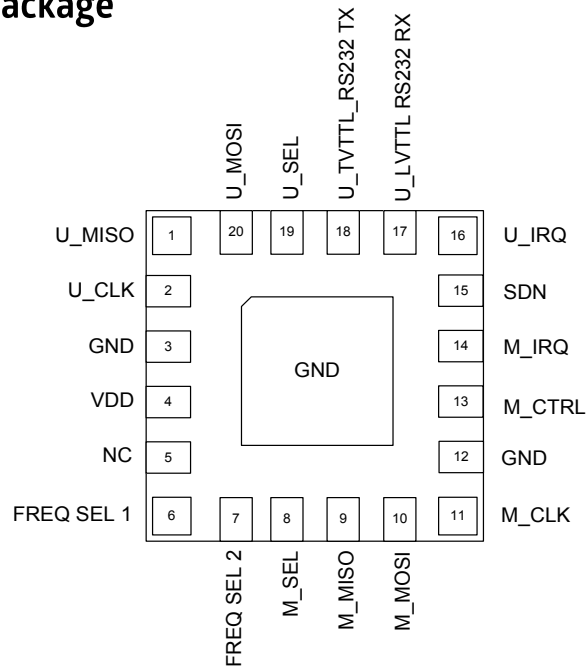 ackage
U_MOSI
U_SEL
U_TVTTL_RS232 TX
U_LVTTL RS232 RX
U_MISO 1 20 19 18 17 16 U_IRQ
U_CLK 2 15 SDN
GND 3 14 M_IRQ
GND
VDD 4 13 M_CTRL
NC 5 12 GND
FREQ SEL 1 6 7 8 9 10 11 M_CLK
FREQ SEL 2
M_SEL
M_MISO
M_MOSI